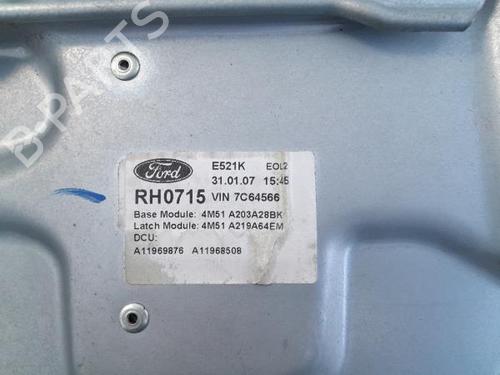 B-PARTS
Ford
E521K EOL2
31.01.07 15:45
RH0715 VIN 7C64566
Base Module: 4M51 A203A28BK
Latch Module: 4M51 A219A64EM
DCU:
A11969876 A11968508